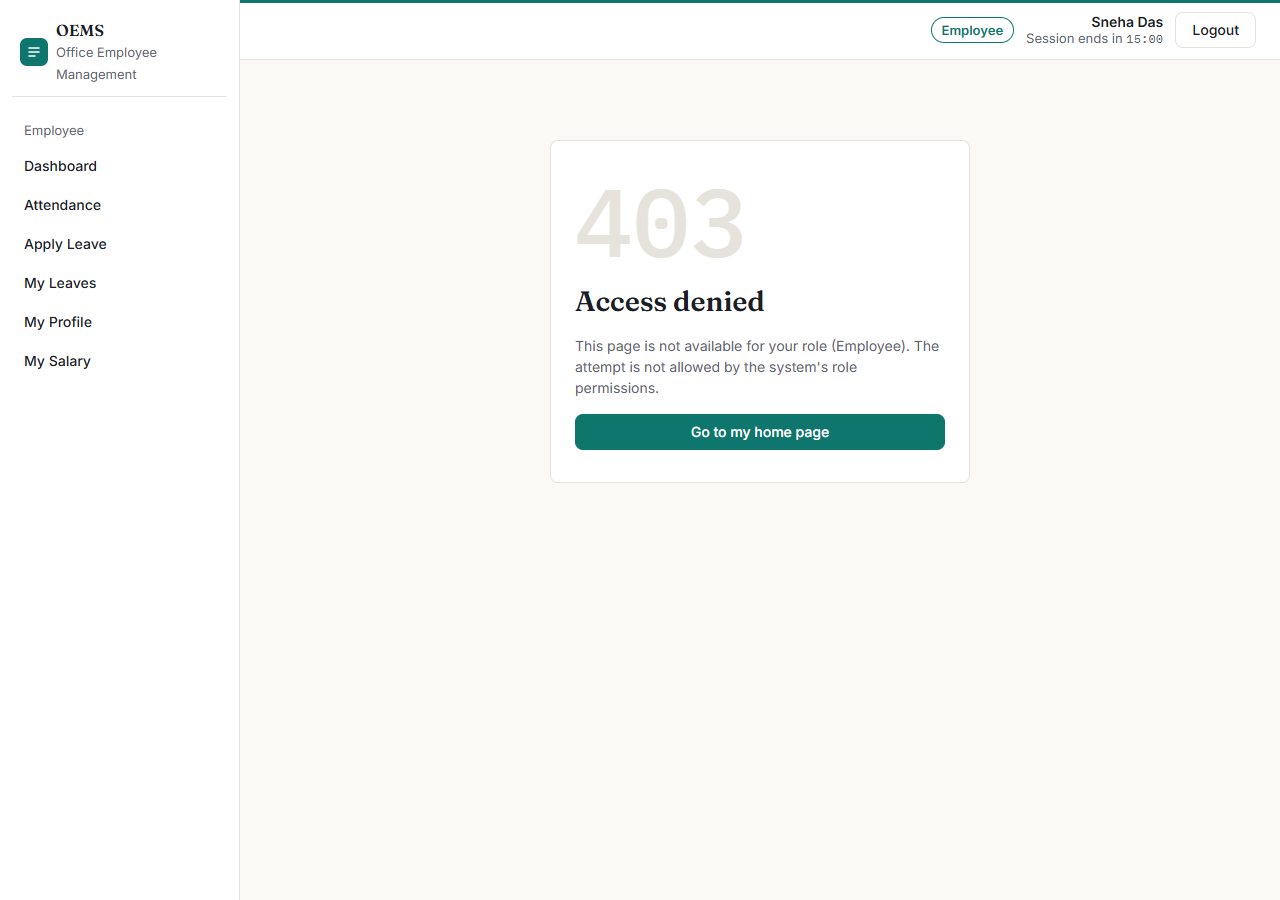 OEMS
Office Employee
Management
Employee
Dashboard
Attendance
Apply Leave
My Leaves
My Profile
My Salary
Employee
Sneha Das
Session ends in 15:00
Logout
403
Access denied
This page is not available for your role (Employee). The
attempt is not allowed by the system's role
permissions.
Go to my home page